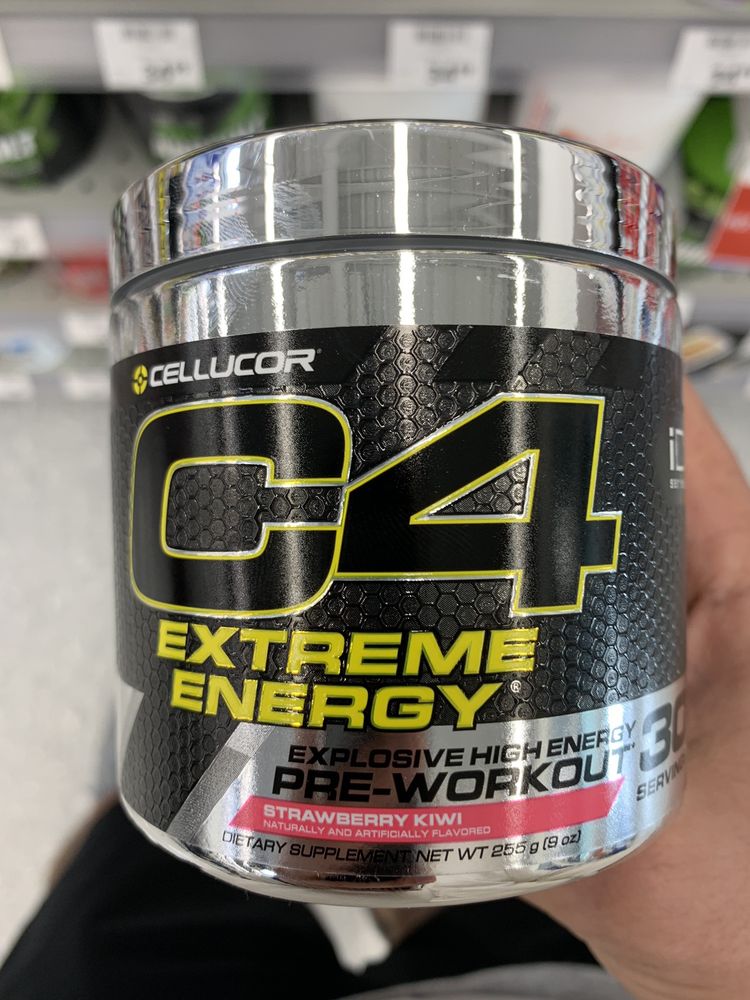 CELLUCOR®
C4
EXTREME
ENERGY®
EXPLOSIVE HIGH ENERGY
PRE-WORKOUT*
30
STRAWBERRY KIWI
NATURALLY AND ARTIFICIALLY FLAVORED
DIETARY SUPPLEMENT NET WT 255 g (9 oz)